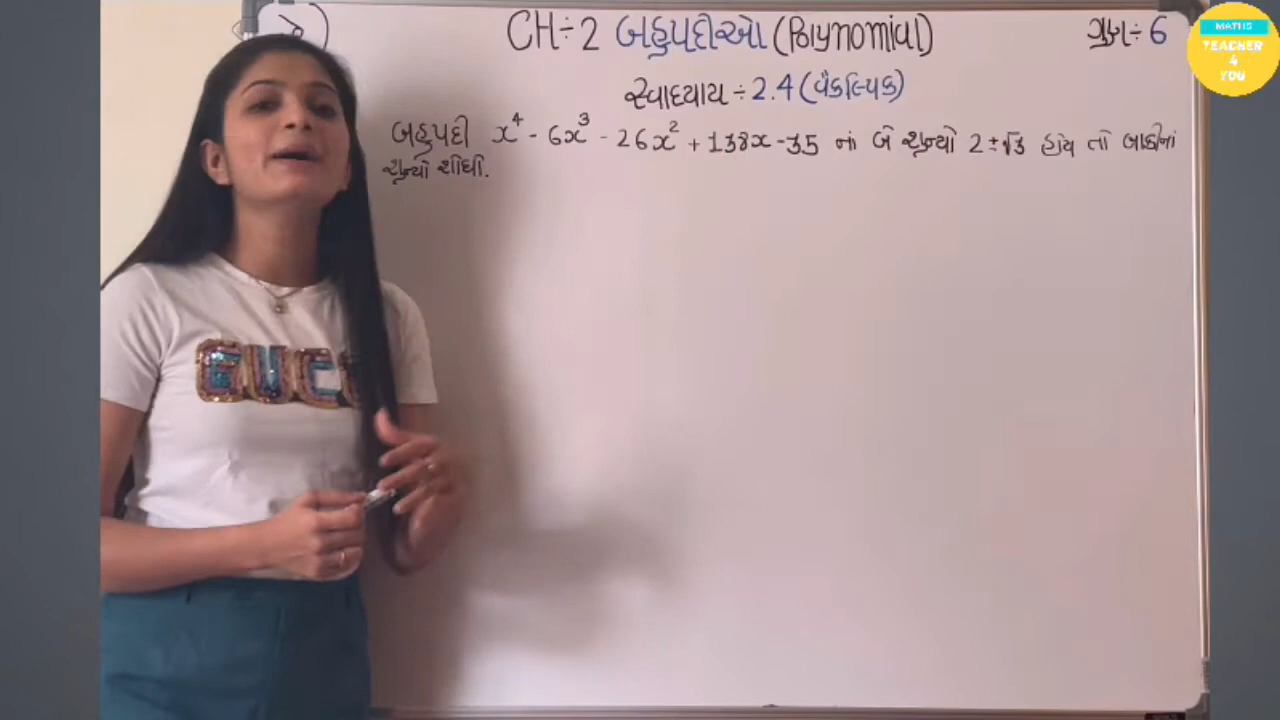 CH÷2 બહુપદીઓ (Polynomial)
ગુણ÷6
MATHS
TEACHER
4
YOU
સ્વાધ્યાય ÷ 2.4 (વૈકલ્પિક)
બહુપદી x⁴ - 6x³ - 26x² + 138x - 35 નાં બે શૂન્યો 2±√3 હોય તો બાકીનાં
શૂન્યો શોધો.
GUCC